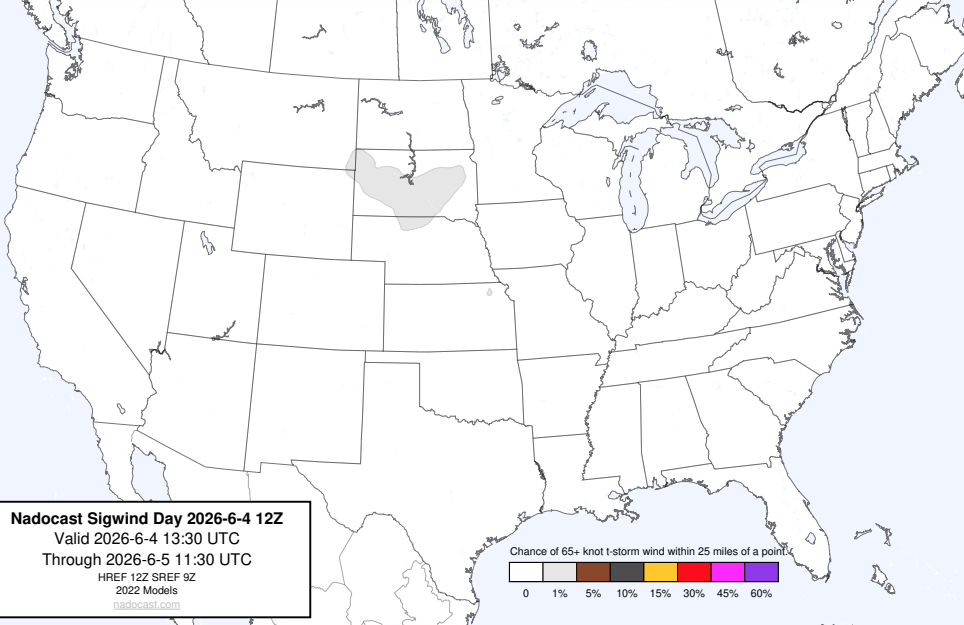 Nadocast Sigwind Day 2026-6-4 12Z
Valid 2026-6-4 13:30 UTC
Through 2026-6-5 11:30 UTC
HREF 12Z SREF 9Z
2022 Models
nadocast.com
Chance of 65+ knot t-storm wind within 25 miles of a point.
0 1% 5% 10% 15% 30% 45% 60%